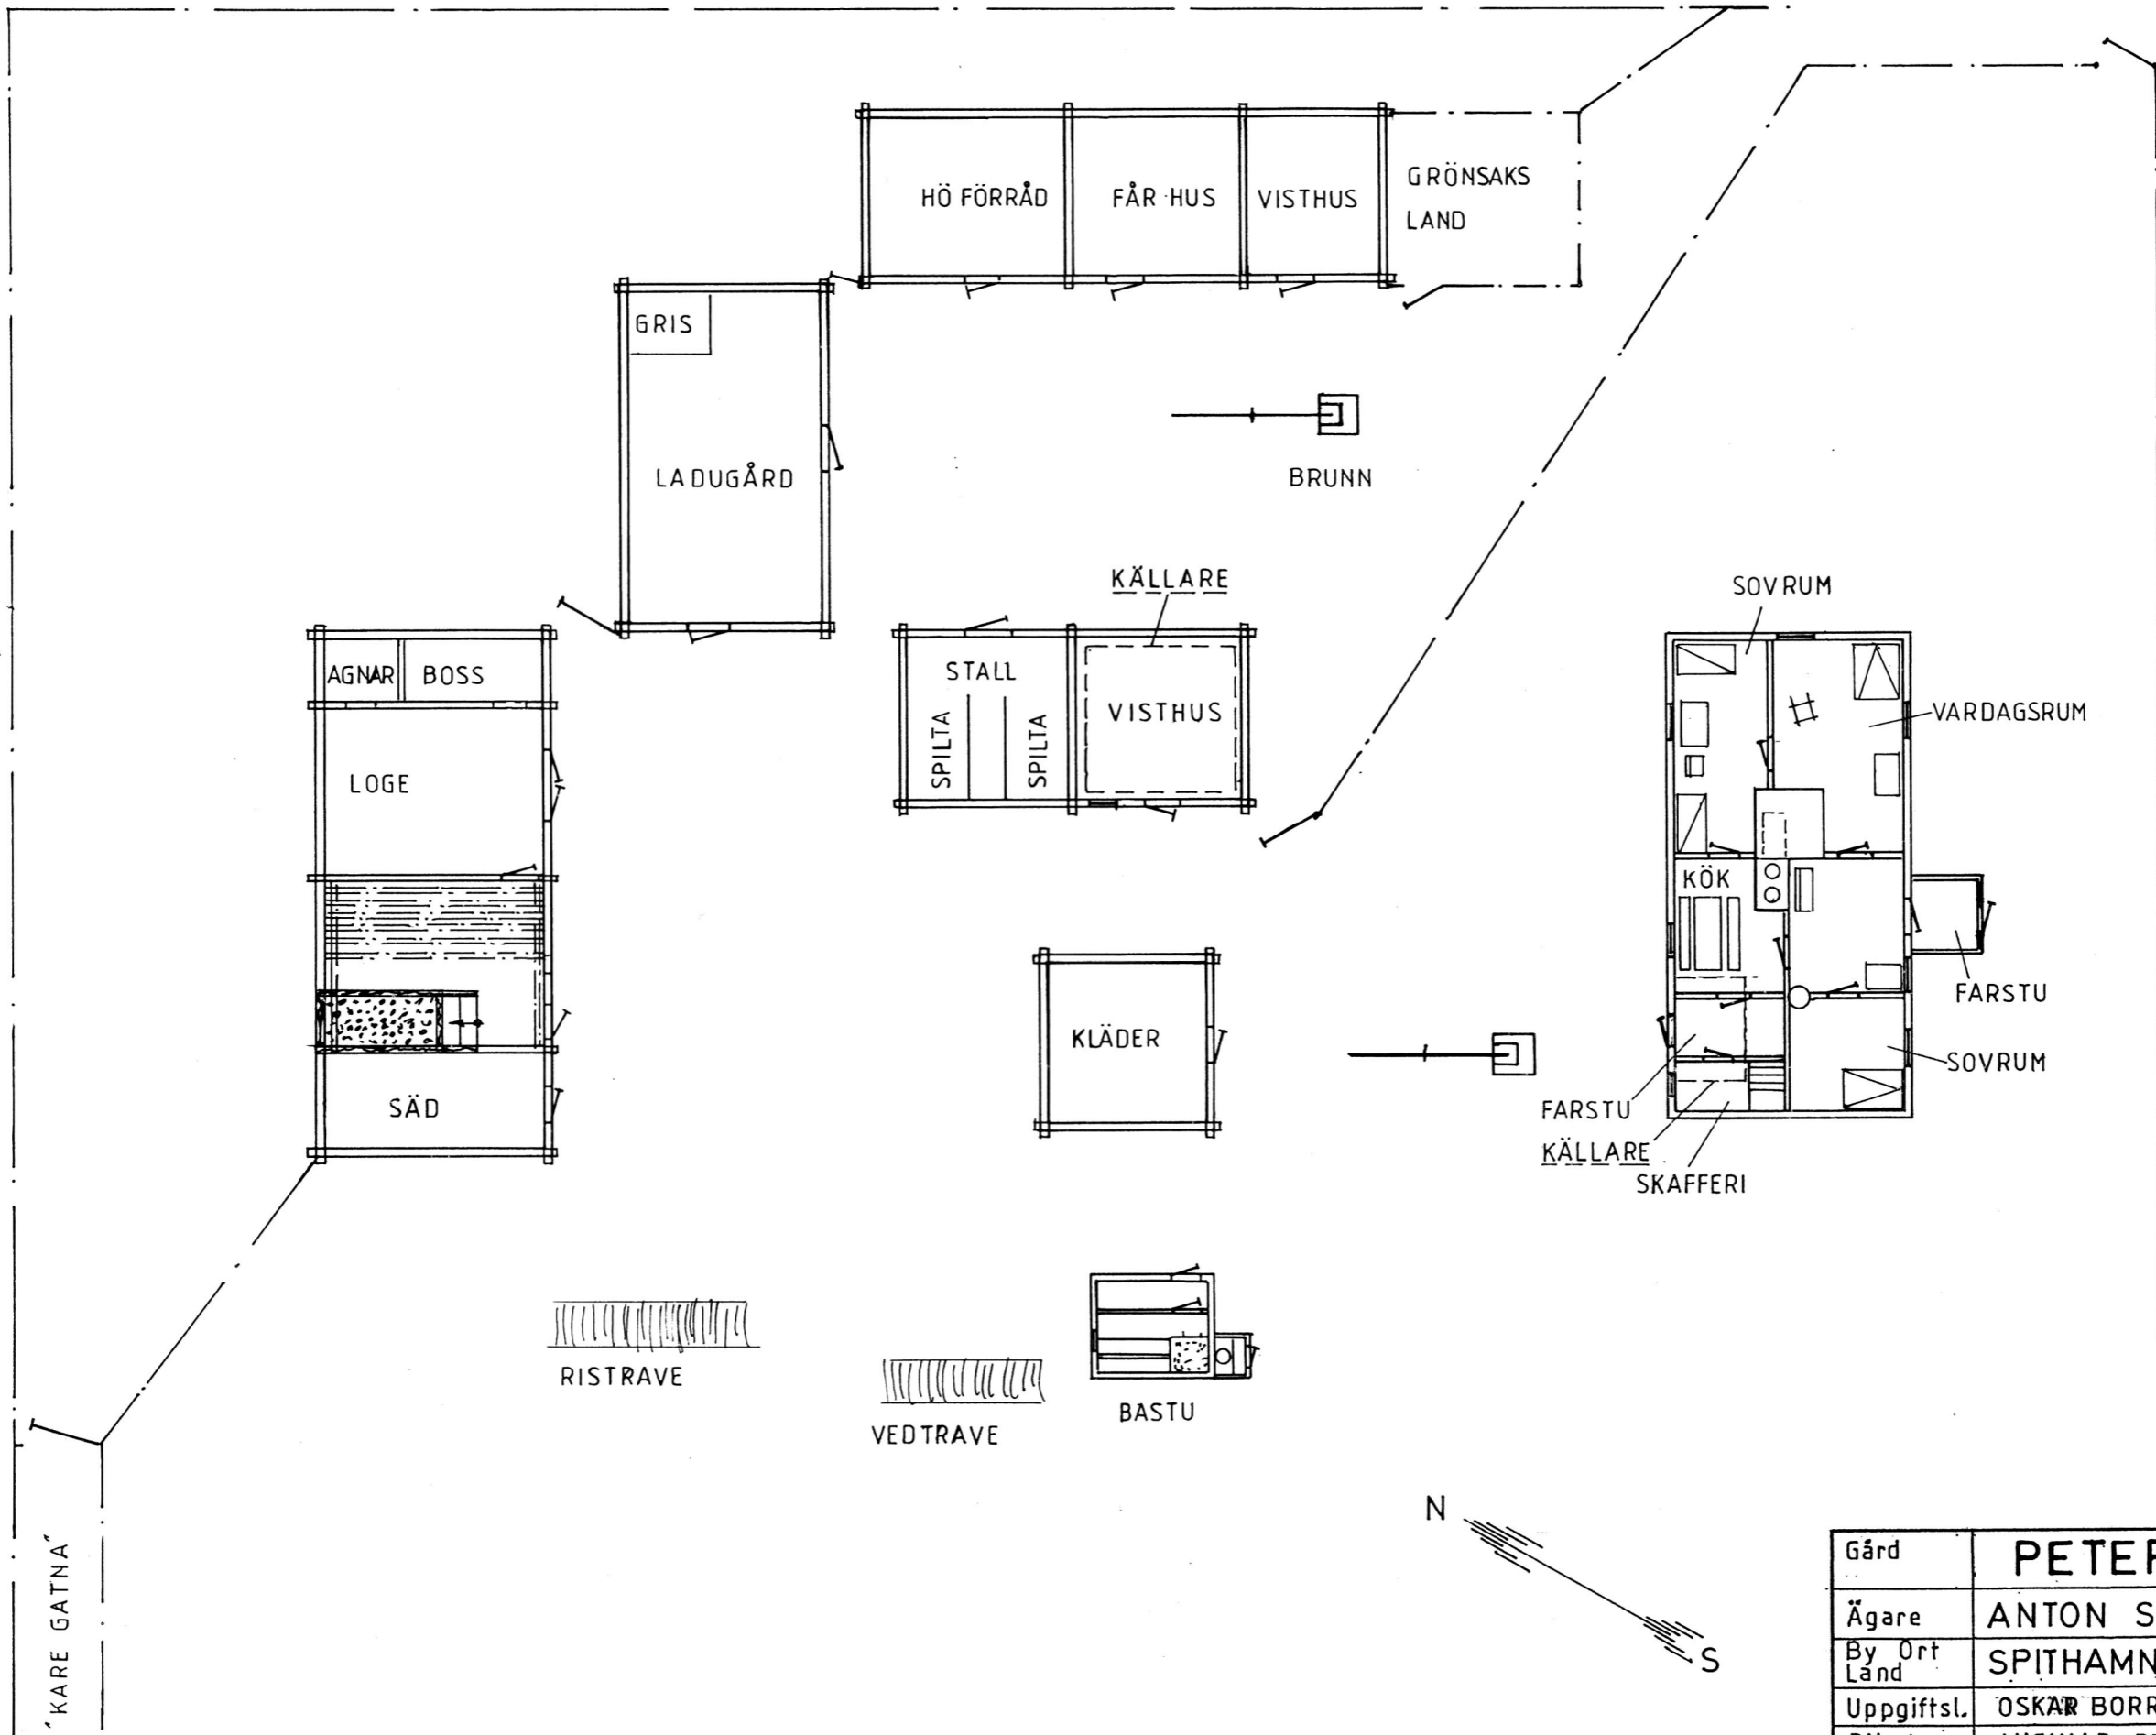 HÖ FÖRRÅD
FÅR HUS
VISTHUS
GRÖNSAKS
LAND
GRIS
LADUGÅRD
BRUNN
KÄLLARE
STALL
SPILTA
SPILTA
VISTHUS
AGNAR
BOSS
LOGE
SÄD
KLÄDER
SOVRUM
VARDAGSRUM
KÖK
FARSTU
SOVRUM
FARSTU
KÄLLARE
SKAFFERI
RISTRAVE
VEDTRAVE
BASTU
"KARE GATNA"
N
S
Gård PETER
Ägare ANTON S
By Ort
Land SPITHAMN
Uppgiftsl. OSKAR BORR